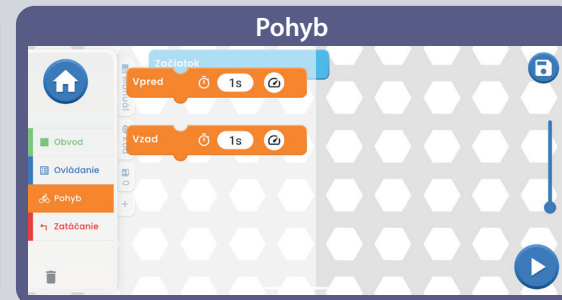 Pohyb
Začiatok
Vpred 1s
Vzad 1s
Obvod
Ovládanie
Pohyb
Zatáčanie